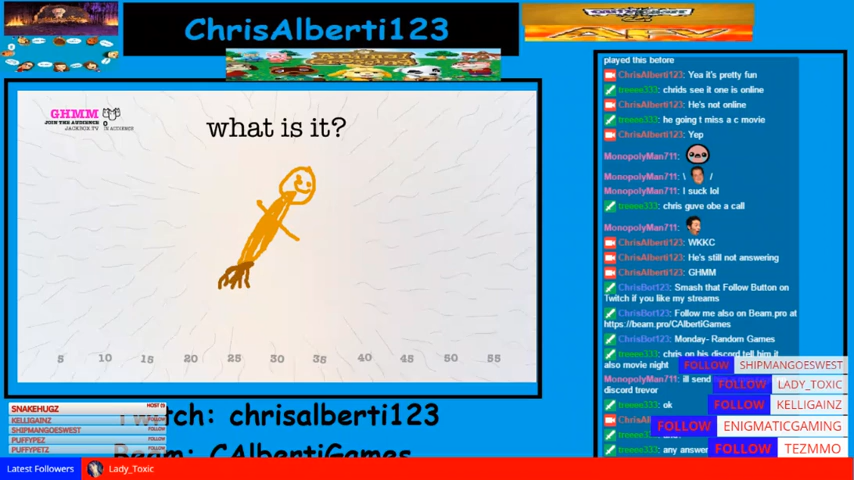 ChrisAlberti123
GHMM
JOIN THE AUDIENCE
JACKBOX.TV
0
IN AUDIENCE
what is it?
5 10 15 20 25 30 35 40 45 50 55
played this before
ChrisAlberti123: Yea it's pretty fun
treeee333: chrids see it one is online
ChrisAlberti123: He's not online
treeee333: he going t miss a c movie
ChrisAlberti123: Yep
MonopolyMan711:
MonopolyMan711: \ /
MonopolyMan711: I suck lol
treeee333: chris guve obe a call
MonopolyMan711:
ChrisAlberti123: WKKC
ChrisAlberti123: He's still not answering
ChrisAlberti123: GHMM
ChrisBot123: Smash that Follow Button on
Twitch if you like my streams
ChrisBot123: Follow me also on Beam.pro at
https://beam.pro/CAlbertiGames
ChrisBot123: Monday- Random Games
treeee333: chris on his discord tell him it
also movie night
MonopolyMan711: ill send
discord trevor
treeee333: ok
treeee333:
treeee333: any answer
FOLLOW SHIPMANGOESWEST
FOLLOW LADY_TOXIC
FOLLOW KELLIGAINZ
FOLLOW ENIGMATICGAMING
FOLLOW TEZMMO
SNAKEHUGZ HOST
KELLIGAINZ FOLLOW
SHIPMANGOESWEST FOLLOW
PUFFYPEZ FOLLOW
PUFFYPETZ FOLLOW
chrisalberti123
CAlbertiGames
Latest Followers Lady_Toxic